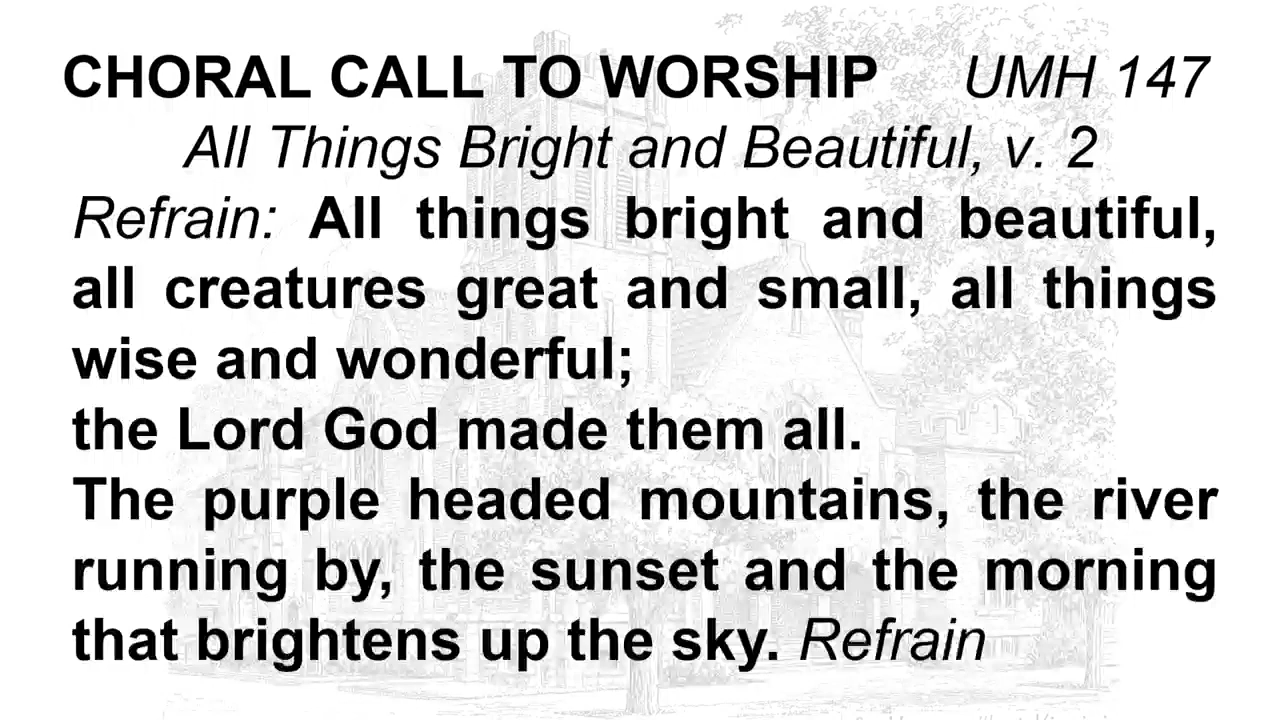 CHORAL CALL TO WORSHIP UMH 147
All Things Bright and Beautiful, v. 2
Refrain: All things bright and beautiful,
all creatures great and small, all things
wise and wonderful;
the Lord God made them all.
The purple headed mountains, the river
running by, the sunset and the morning
that brightens up the sky. Refrain